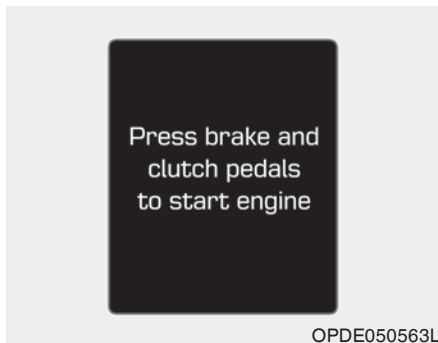 Press brake and
clutch pedals
to start engine
OPDE050563L